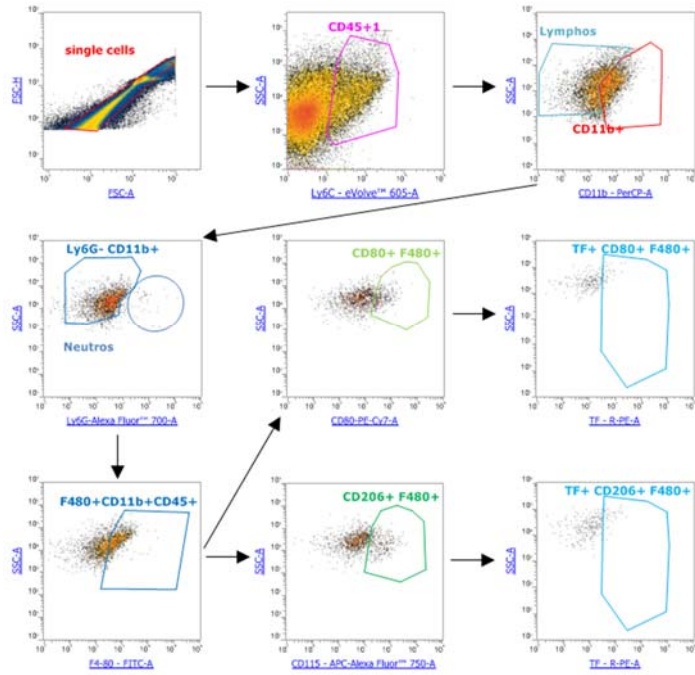 single cells
FSC-H
FSC-A
CD45+1
SSC-A
Ly6C - eVolve™ 605-A
Lymphos
CD11b+
SSC-A
CD11b - PerCP-A
Ly6G- CD11b+
Neutros
SSC-A
Ly6G-Alexa Fluor™ 700-A
CD80+ F480+
SSC-A
CD80-PE-Cy7-A
TF+ CD80+ F480+
SSC-A
TF - R-PE-A
F480+CD11b+CD45+
SSC-A
F4-80 - FITC-A
CD206+ F480+
SSC-A
CD115 - APC-Alexa Fluor™ 750-A
TF+ CD206+ F480+
SSC-A
TF - R-PE-A